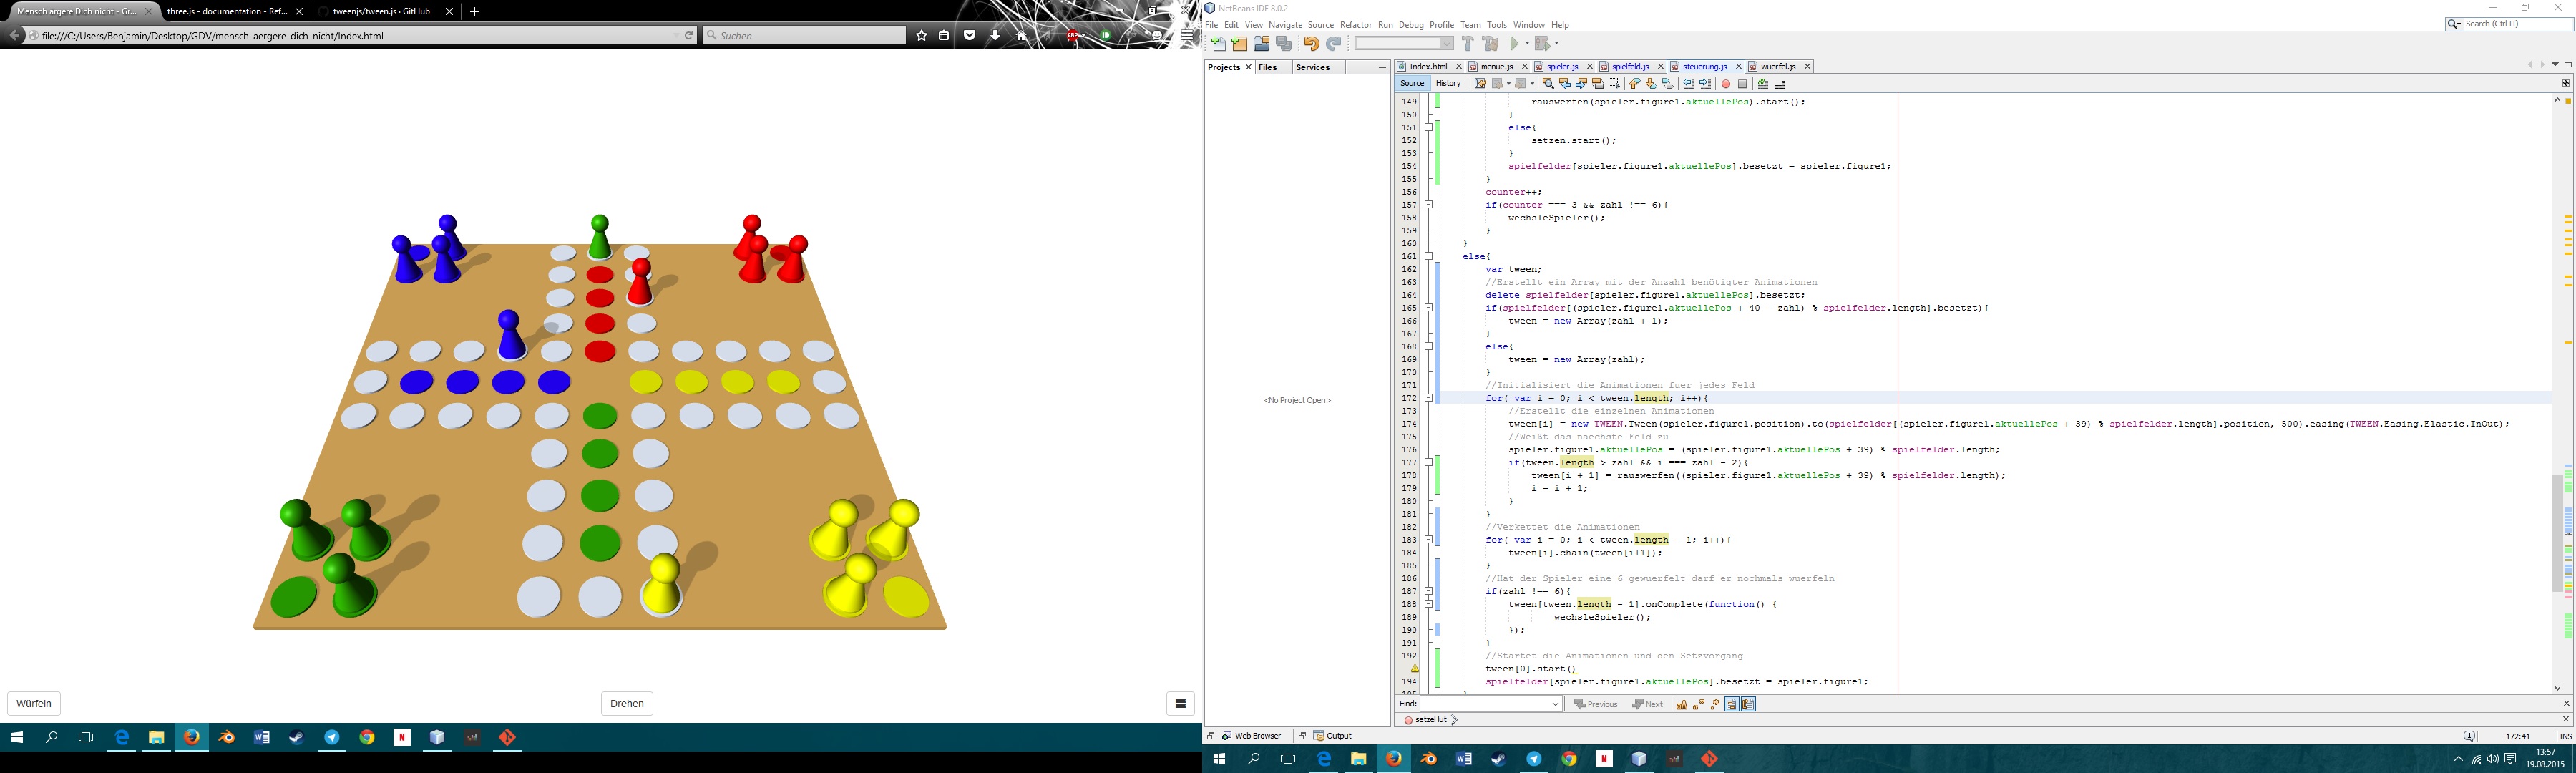 Mensch ärgere Dich nicht - Gr...
three.js - documentation - Ref...
tweenjs/tween.js · GitHub
file:///C:/Users/Benjamin/Desktop/GDV/mensch-aergere-dich-nicht/Index.html
Suchen
ABP
Würfeln
Drehen
NetBeans IDE 8.0.2
File Edit View Navigate Source Refactor Run Debug Profile Team Tools Window Help
Search (Ctrl+I)
Projects Files Services
<No Project Open>
Index.html menue.js spieler.js spielfeld.js steuerung.js wuerfel.js
Source History
149 rauswerfen(spieler.figure1.aktuellePos).start();
150 }
151 else{
152 setzen.start();
153 }
154 spielfelder[spieler.figure1.aktuellePos].besetzt = spieler.figure1;
155 }
156 counter++;
157 if(counter === 3 && zahl !== 6){
158 wechsleSpieler();
159 }
160 }
161 else{
162 var tween;
163 //Erstellt ein Array mit der Anzahl benötigter Animationen
164 delete spielfelder[spieler.figure1.aktuellePos].besetzt;
165 if(spielfelder[(spieler.figure1.aktuellePos + 40 - zahl) % spielfelder.length].besetzt){
166 tween = new Array(zahl + 1);
167 }
168 else{
169 tween = new Array(zahl);
170 }
171 //Initialisiert die Animationen fuer jedes Feld
172 for( var i = 0; i < tween.length; i++){
173 //Erstellt die einzelnen Animationen
174 tween[i] = new TWEEN.Tween(spieler.figure1.position).to(spielfelder[(spieler.figure1.aktuellePos + 39) % spielfelder.length].position, 500).easing(TWEEN.Easing.Elastic.InOut);
175 //Weißt das naechste Feld zu
176 spieler.figure1.aktuellePos = (spieler.figure1.aktuellePos + 39) % spielfelder.length;
177 if(tween.length > zahl && i === zahl - 2){
178 tween[i + 1] = rauswerfen((spieler.figure1.aktuellePos + 39) % spielfelder.length);
179 i = i + 1;
180 }
181 }
182 //Verkettet die Animationen
183 for( var i = 0; i < tween.length - 1; i++){
184 tween[i].chain(tween[i+1]);
185 }
186 //Hat der Spieler eine 6 gewuerfelt darf er nochmals wuerfeln
187 if(zahl !== 6){
188 tween[tween.length - 1].onComplete(function() {
189 wechsleSpieler();
190 });
191 }
192 //Startet die Animationen und den Setzvorgang
tween[0].start()
194 spielfelder[spieler.figure1.aktuellePos].besetzt = spieler.figure1;
Find: Previous Next
setzeHut
Web Browser Output
172:41 INS
13:57
19.08.2015